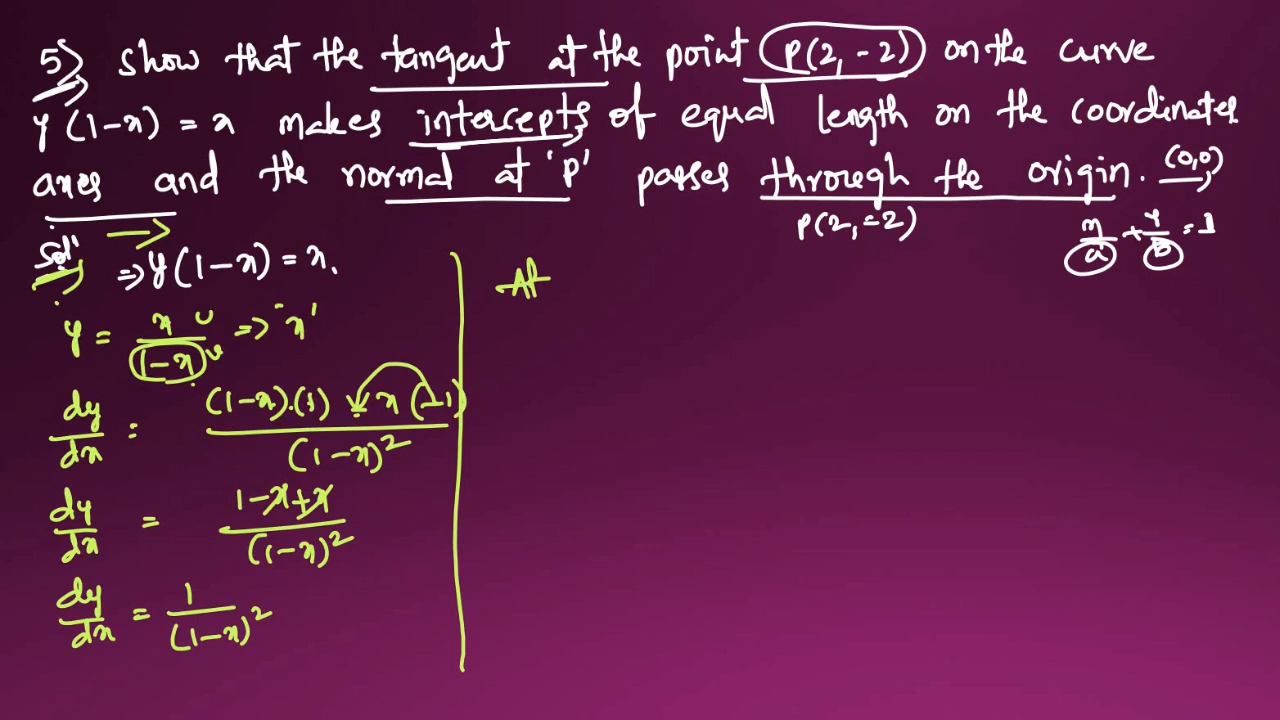 5) Show that the tangent at the point P(2, -2) on the curve
y(1-x) = x makes intercepts of equal length on the coordinates
axes and the normal at 'P' passes through the origin. (0,0)
P(2, -2) x/a + y/b = 1
Sol'
⇒ y(1-x) = x.
y = x/(1-x) u v => 'x'
dy/dx = ((1-x).(1) - x(-1))/(1-x)²
dy/dx = (1-x+x)/(1-x)²
dy/dx = 1/(1-x)²
At